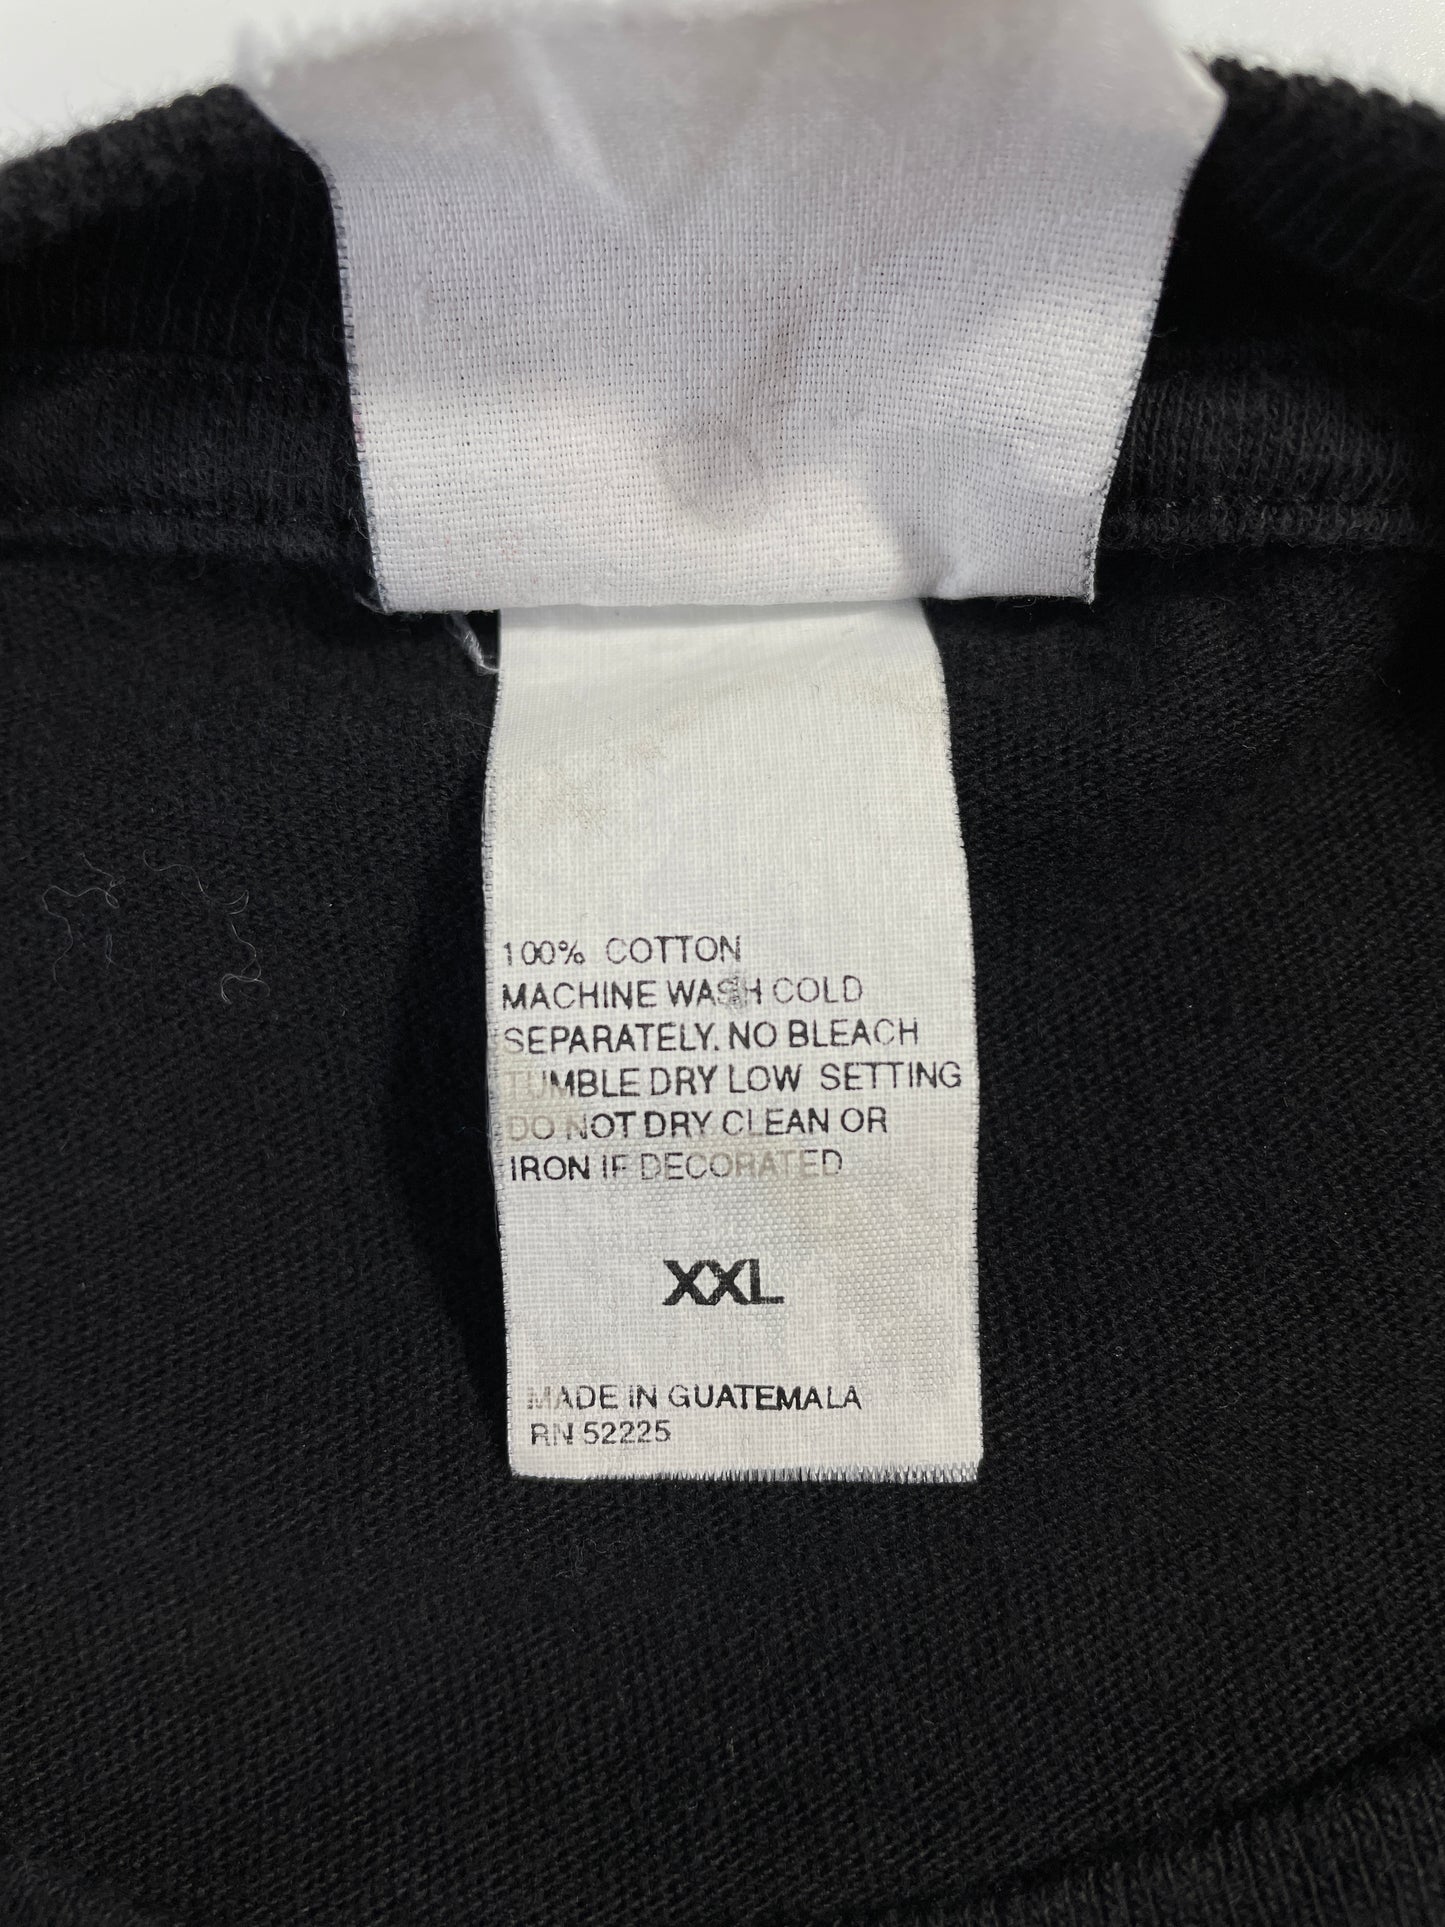 100% COTTON
MACHINE WASH COLD
SEPARATELY. NO BLEACH
TUMBLE DRY LOW SETTING
DO NOT DRY CLEAN OR
IRON IF DECORATED
XXL
MADE IN GUATEMALA
RN 52225